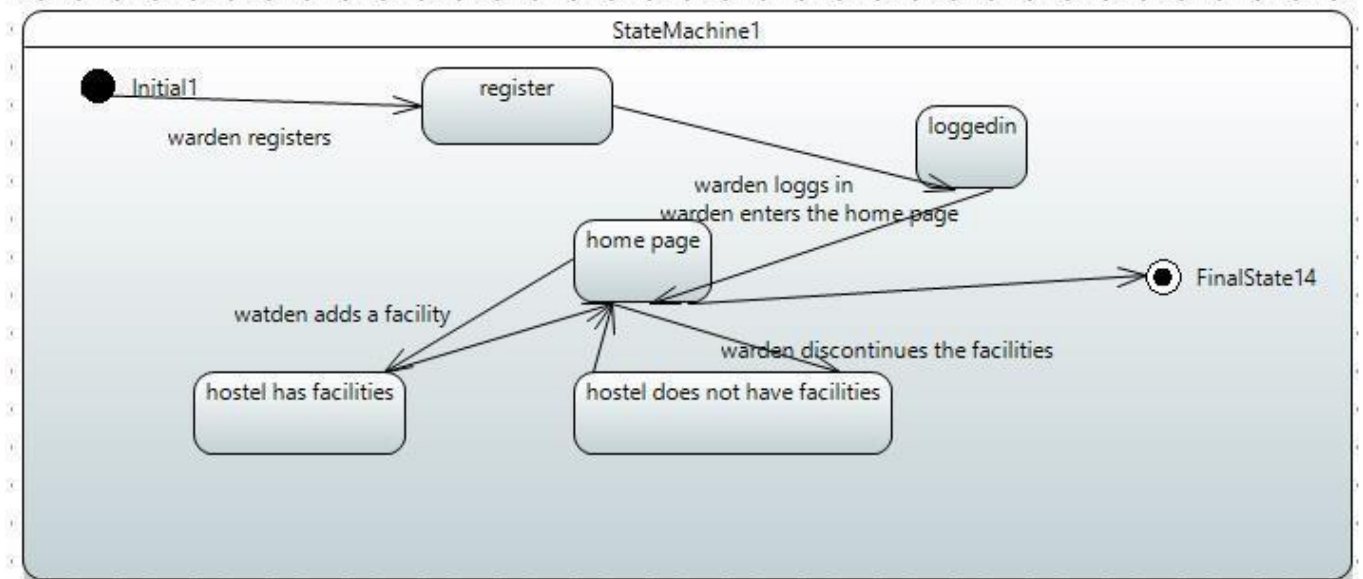 StateMachine1
Initial1
register
warden registers
loggedin
warden loggs in
warden enters the home page
home page
FinalState14
watden adds a facility
warden discontinues the facilities
hostel has facilities
hostel does not have facilities